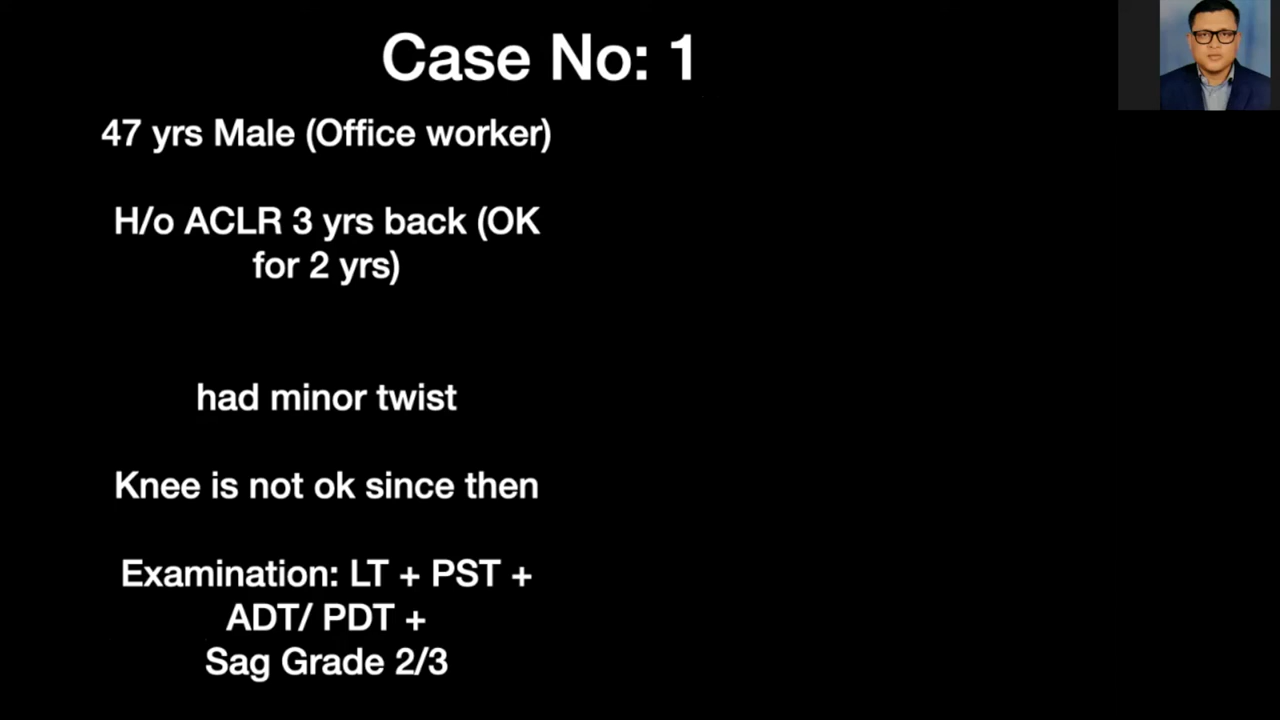 Case No: 1
47 yrs Male (Office worker)
H/o ACLR 3 yrs back (OK
for 2 yrs)
had minor twist
Knee is not ok since then
Examination: LT + PST +
ADT/ PDT +
Sag Grade 2/3